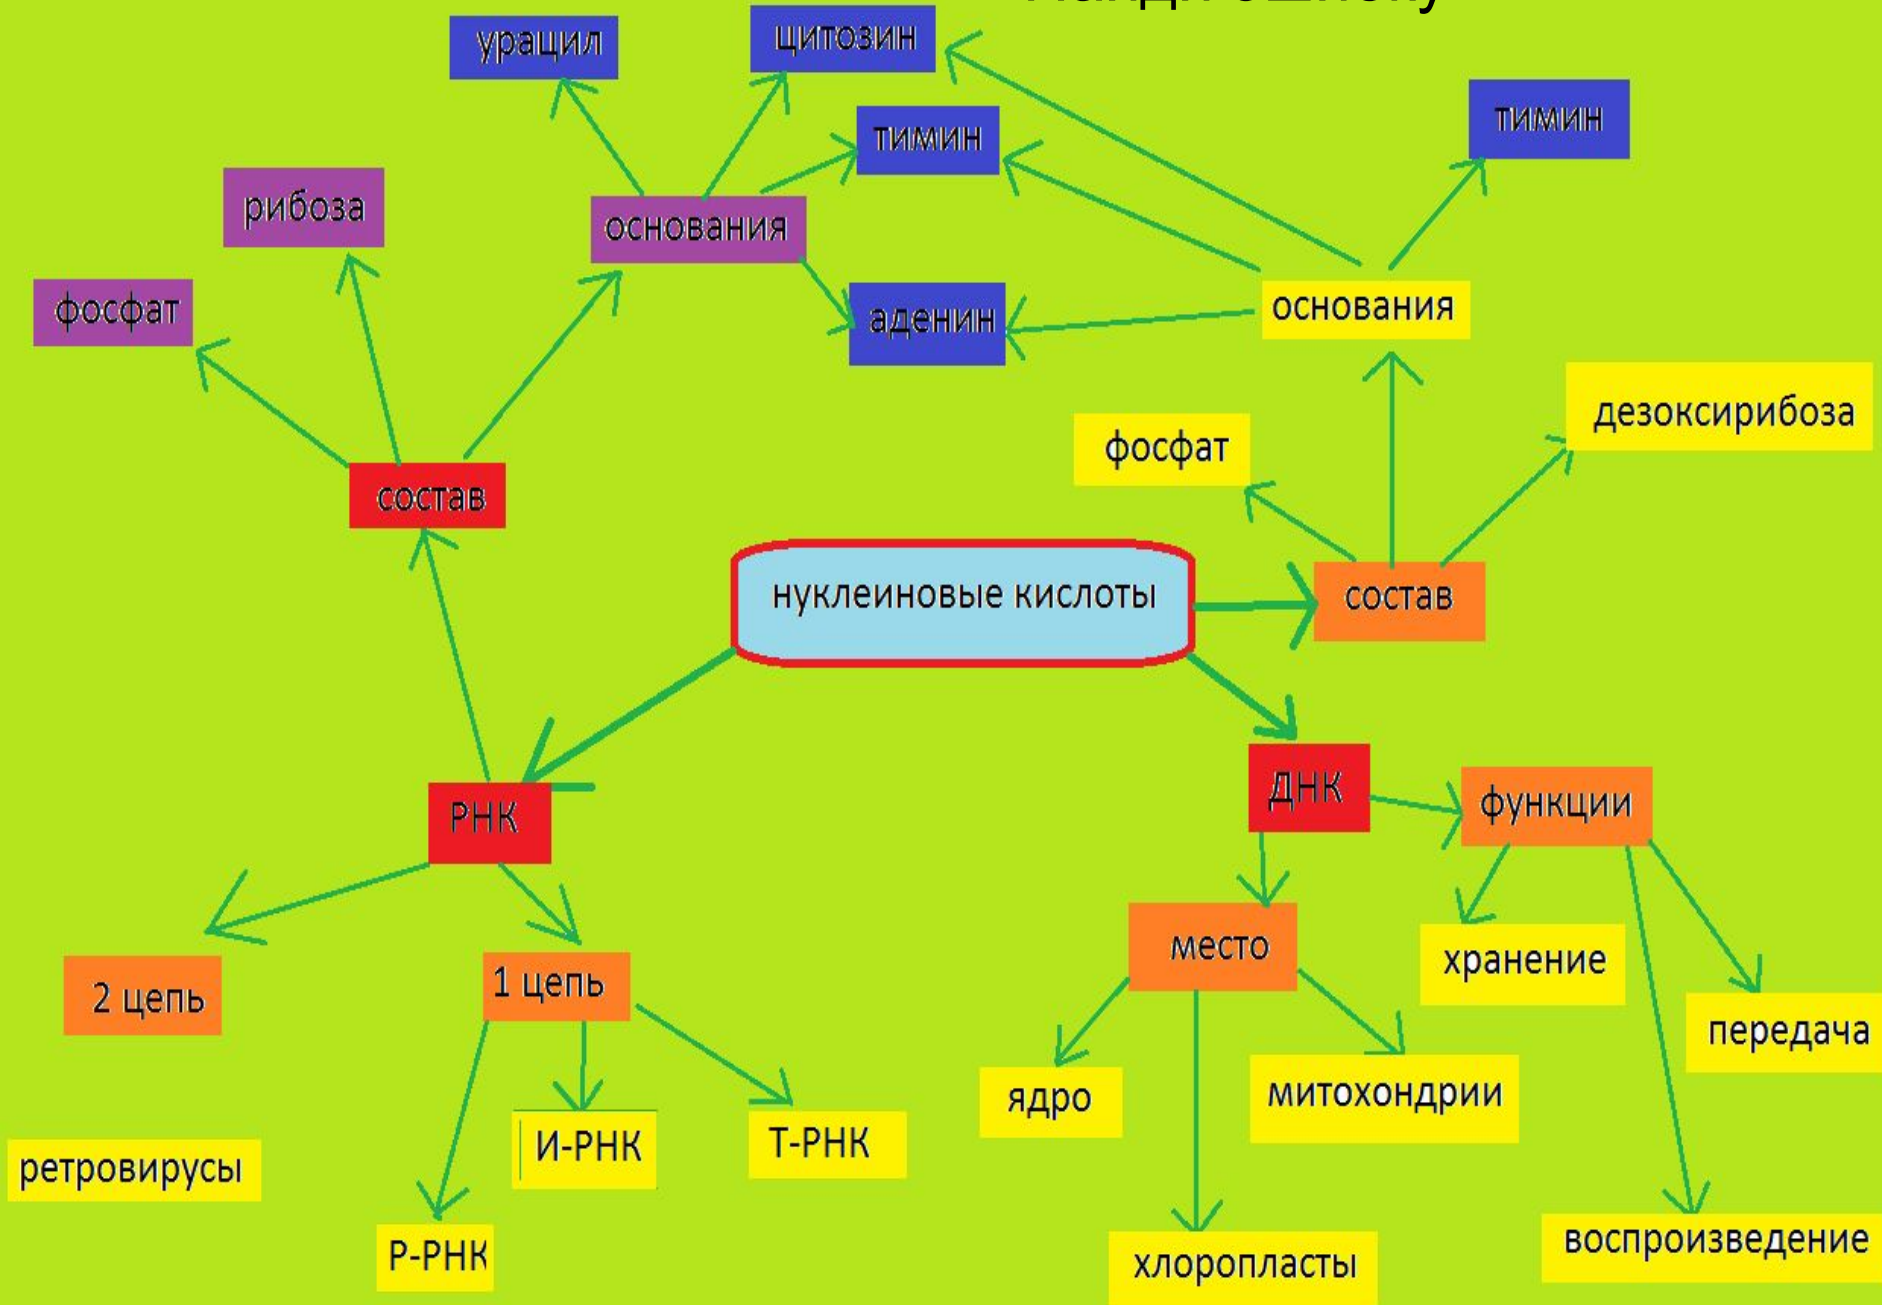 урацил
цитозин
тимин
тимин
рибоза
основания
фосфат
аденин
основания
дезоксирибоза
фосфат
состав
нуклеиновые кислоты
состав
РНК
ДНК
функции
2 цепь
1 цепь
место
хранение
передача
ядро
митохондрии
ретровирусы
И-РНК
Т-РНК
Р-РНК
хлоропласты
воспроизведение